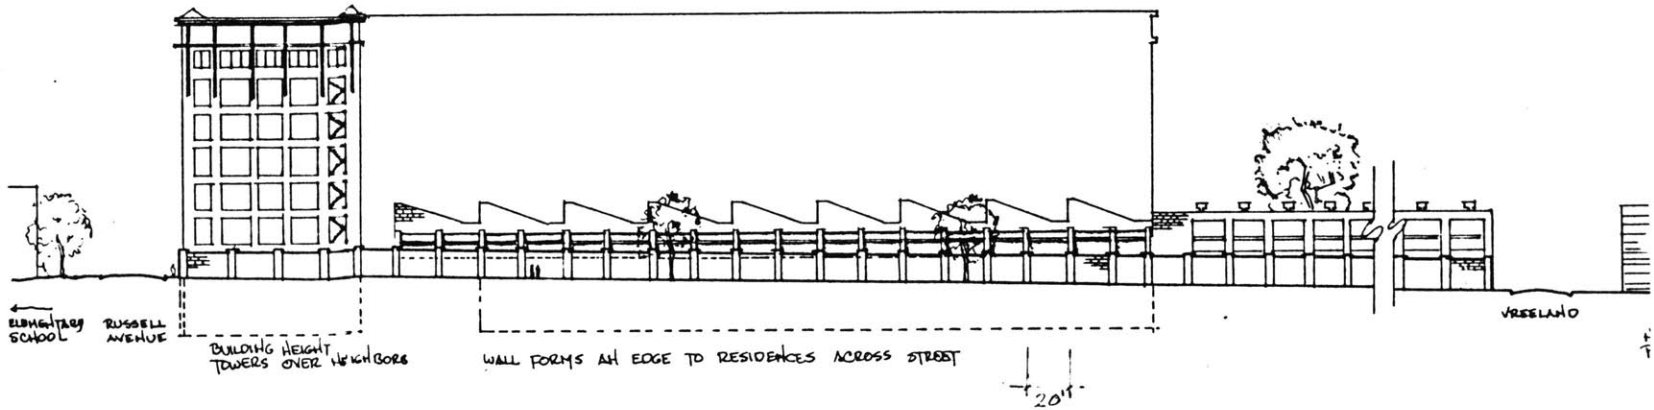 ELEMENTARY
SCHOOL
RUSSELL
AVENUE
BUILDING HEIGHT
TOWERS OVER NEIGHBORS
WALL FORMS AN EDGE TO RESIDENCES ACROSS STREET
20'
VREELAND